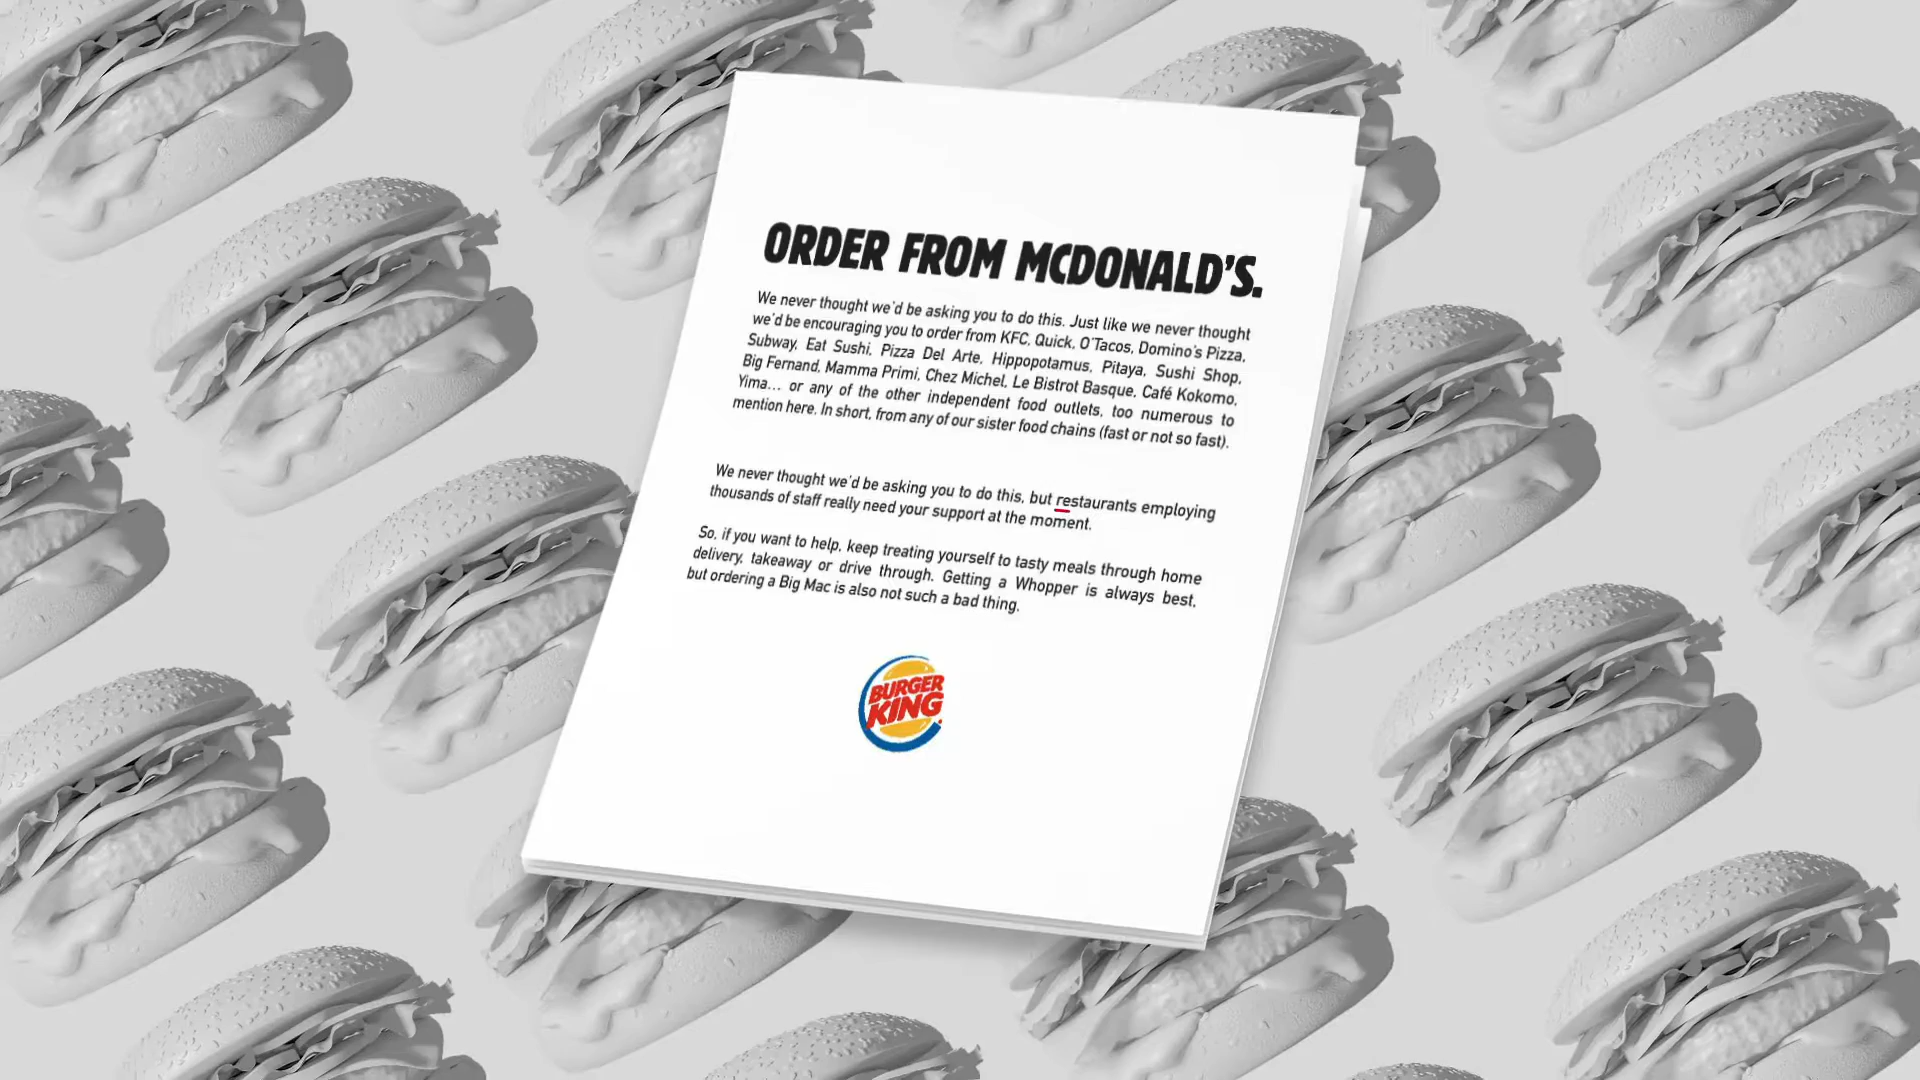 ORDER FROM MCDONALD'S.
We never thought we'd be asking you to do this. Just like we never thought
we'd be encouraging you to order from KFC, Quick, O'Tacos, Domino's Pizza,
Subway, Eat Sushi, Pizza Del Arte, Hippopotamus, Pitaya, Sushi Shop,
Big Fernand, Mamma Primi, Chez Michel, Le Bistrot Basque, Café Kokomo,
Yima... or any of the other independent food outlets, too numerous to
mention here. In short, from any of our sister food chains (fast or not so fast).
We never thought we'd be asking you to do this, but restaurants employing
thousands of staff really need your support at the moment.
So, if you want to help, keep treating yourself to tasty meals through home
delivery, takeaway or drive through. Getting a Whopper is always best,
but ordering a Big Mac is also not such a bad thing.
BURGER
KING